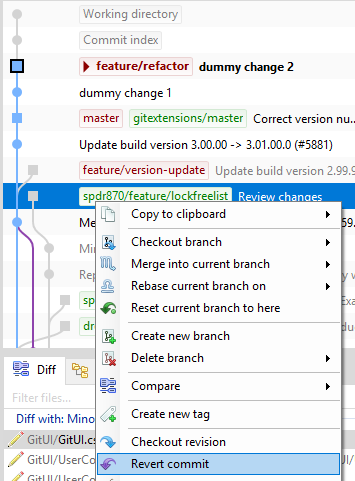 Working directory
Commit index
feature/refactor dummy change 2
dummy change 1
master gitextensions/master Correct version nu...
Update build version 3.00.00 -> 3.01.00.0 (#5881)
feature/version-update Update build version 2.99.9
spdr870/feature/lockfreelist Review changes
Me
Copy to clipboard
59.
Checkout branch
Min
Merge into current branch
Rep
Rebase current branch on
sp
Reset current branch to here
Exa
dr
Create new branch
du
Delete branch
Diff
Compare
Filter files...
Create new tag
Diff with: Mino
Checkout revision
GitUI/GitUI.cs
Revert commit
GitUI/UserCo
GitUI/UserCo